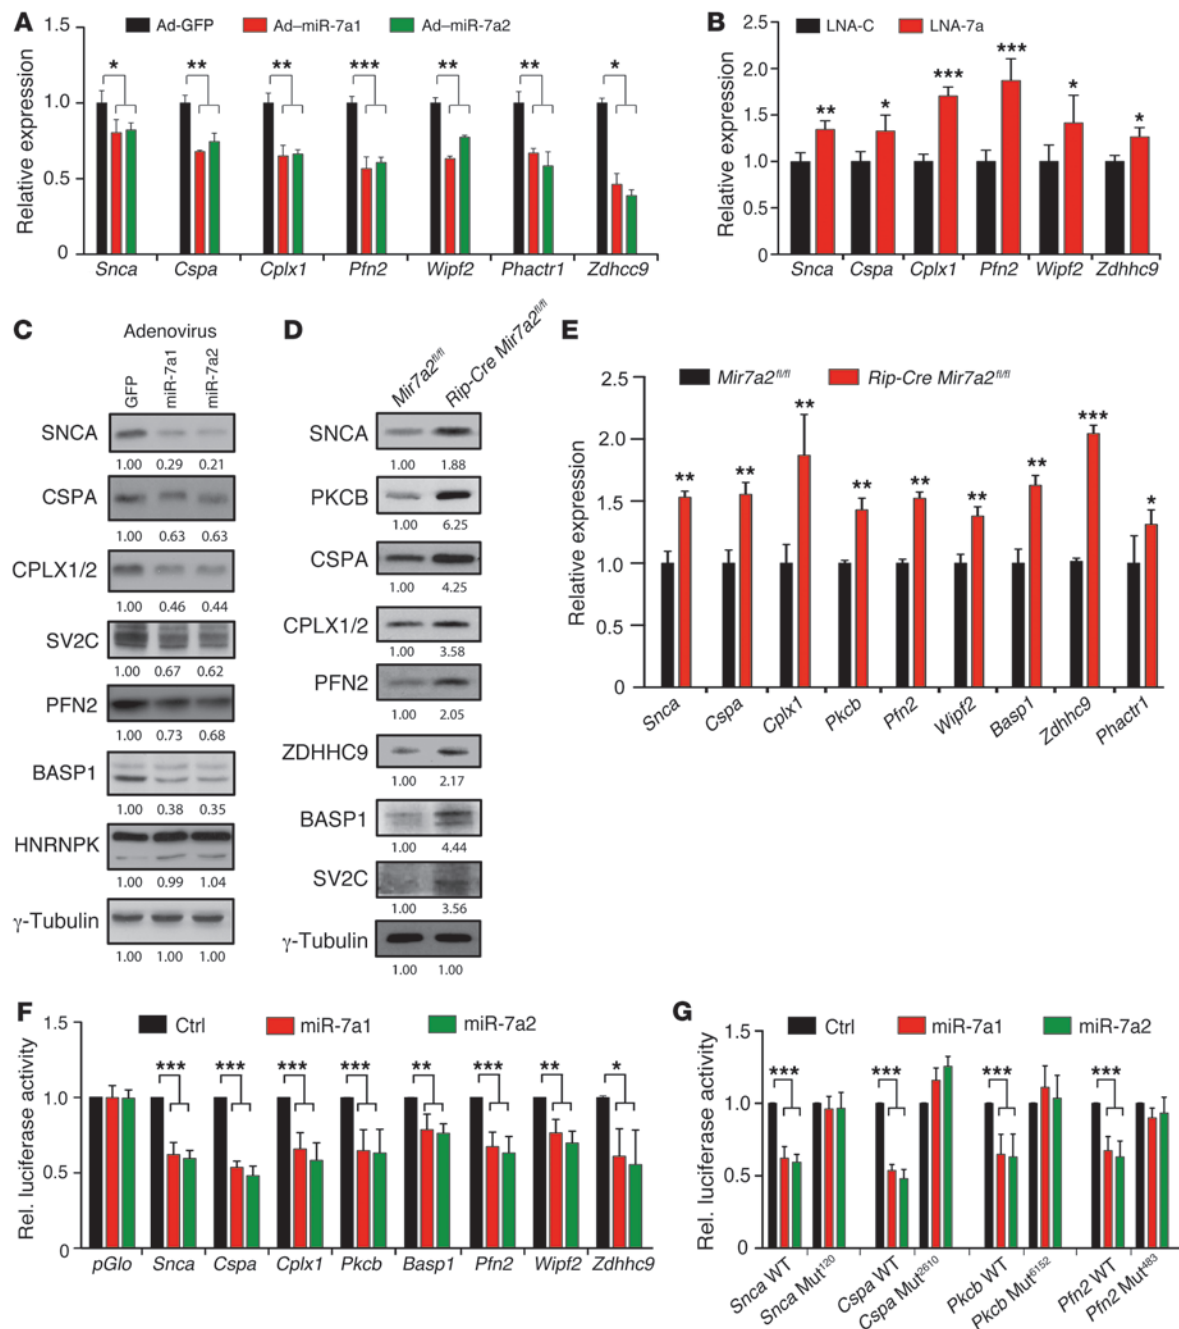 A
Ad-GFP Ad–miR-7a1 Ad–miR-7a2
Relative expression
1.5
1.0
0.5
0
* ** ** *** ** ** *
Snca Cspa Cplx1 Pfn2 Wipf2 Phactr1 Zdhcc9
B
LNA-C LNA-7a
Relative expression
2.5
2.0
1.5
1.0
0.5
0
** * *** *** * *
Snca Cspa Cplx1 Pfn2 Wipf2 Zdhhc9
C
Adenovirus
GFP miR-7a1 miR-7a2
SNCA
1.00 0.29 0.21
CSPA
1.00 0.63 0.63
CPLX1/2
1.00 0.46 0.44
SV2C
1.00 0.67 0.62
PFN2
1.00 0.73 0.68
BASP1
1.00 0.38 0.35
HNRNPK
1.00 0.99 1.04
γ-Tubulin
1.00 1.00 1.00
D
Mir7a2fl/fl Rip-Cre Mir7a2fl/fl
SNCA
1.00 1.88
PKCB
1.00 6.25
CSPA
1.00 4.25
CPLX1/2
1.00 3.58
PFN2
1.00 2.05
ZDHHC9
1.00 2.17
BASP1
1.00 4.44
SV2C
1.00 3.56
γ-Tubulin
1.00 1.00
E
Mir7a2fl/fl Rip-Cre Mir7a2fl/fl
Relative expression
2.5
2.0
1.5
1.0
0.5
0
** ** ** ** ** ** ** *** *
Snca Cspa Cplx1 Pkcb Pfn2 Wipf2 Basp1 Zdhhc9 Phactr1
F
Ctrl miR-7a1 miR-7a2
Rel. luciferase activity
1.5
1.0
0.5
0
*** *** *** *** ** *** ** *
pGlo Snca Cspa Cplx1 Pkcb Basp1 Pfn2 Wipf2 Zdhhc9
G
Ctrl miR-7a1 miR-7a2
Rel. luciferase activity
1.5
1.0
0.5
0
*** *** *** ***
Snca WT Snca Mut120 Cspa WT Cspa Mut2610 Pkcb WT Pkcb Mut6152 Pfn2 WT Pfn2 Mut483